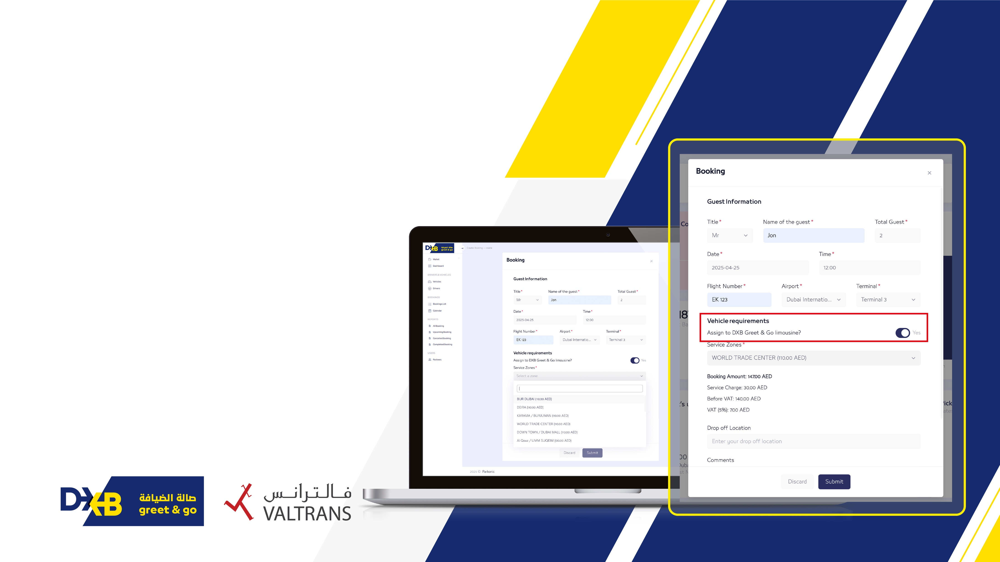 DXB
صالة الضيافة
greet & go
Create Booking - create
Wallet
Dashboard
DRIVERS & VEHICLES
Vehicles
Drivers
BOOKINGS
Bookings List
Calendar
REPORTS
All Booking
Upcoming Booking
Canceled Booking
Completed Booking
USERS
Partners
Booking
Guest Information
Title* Name of the guest* Total Guest*
Mr Jon 2
Date* Time*
2025-04-25 12:00
Flight Number* Airport* Terminal*
EK 123 Dubai Internatio... Terminal 3
Vehicle requirements
Assign to DXB Greet & Go limousine? Yes
Service Zones*
Select a zone
BUR DUBAI (110.00 AED)
DEIRA (110.00 AED)
KARAMA / BURJUMAN (110.00 AED)
WORLD TRADE CENTER (110.00 AED)
DOWN TOWN / DUBAI MALL (110.00 AED)
Al Qouz / UMM SUQEIM (130.00 AED)
Discard Submit
2025 © Parkonic
Booking
Guest Information
Title* Name of the guest* Total Guest*
Mr Jon 2
Date* Time*
2025-04-25 12:00
Flight Number* Airport* Terminal*
EK 123 Dubai Internatio... Terminal 3
Vehicle requirements
Assign to DXB Greet & Go limousine? Yes
Service Zones*
WORLD TRADE CENTER (110.00 AED)
Booking Amount: 147.00 AED
Service Charge: 30.00 AED
Before VAT: 140.00 AED
VAT (5%): 7.00 AED
Drop off Location
Enter your drop off location
Comments
Discard Submit
DXB
صالة الضيافة
greet & go
فالترانس
VALTRANS